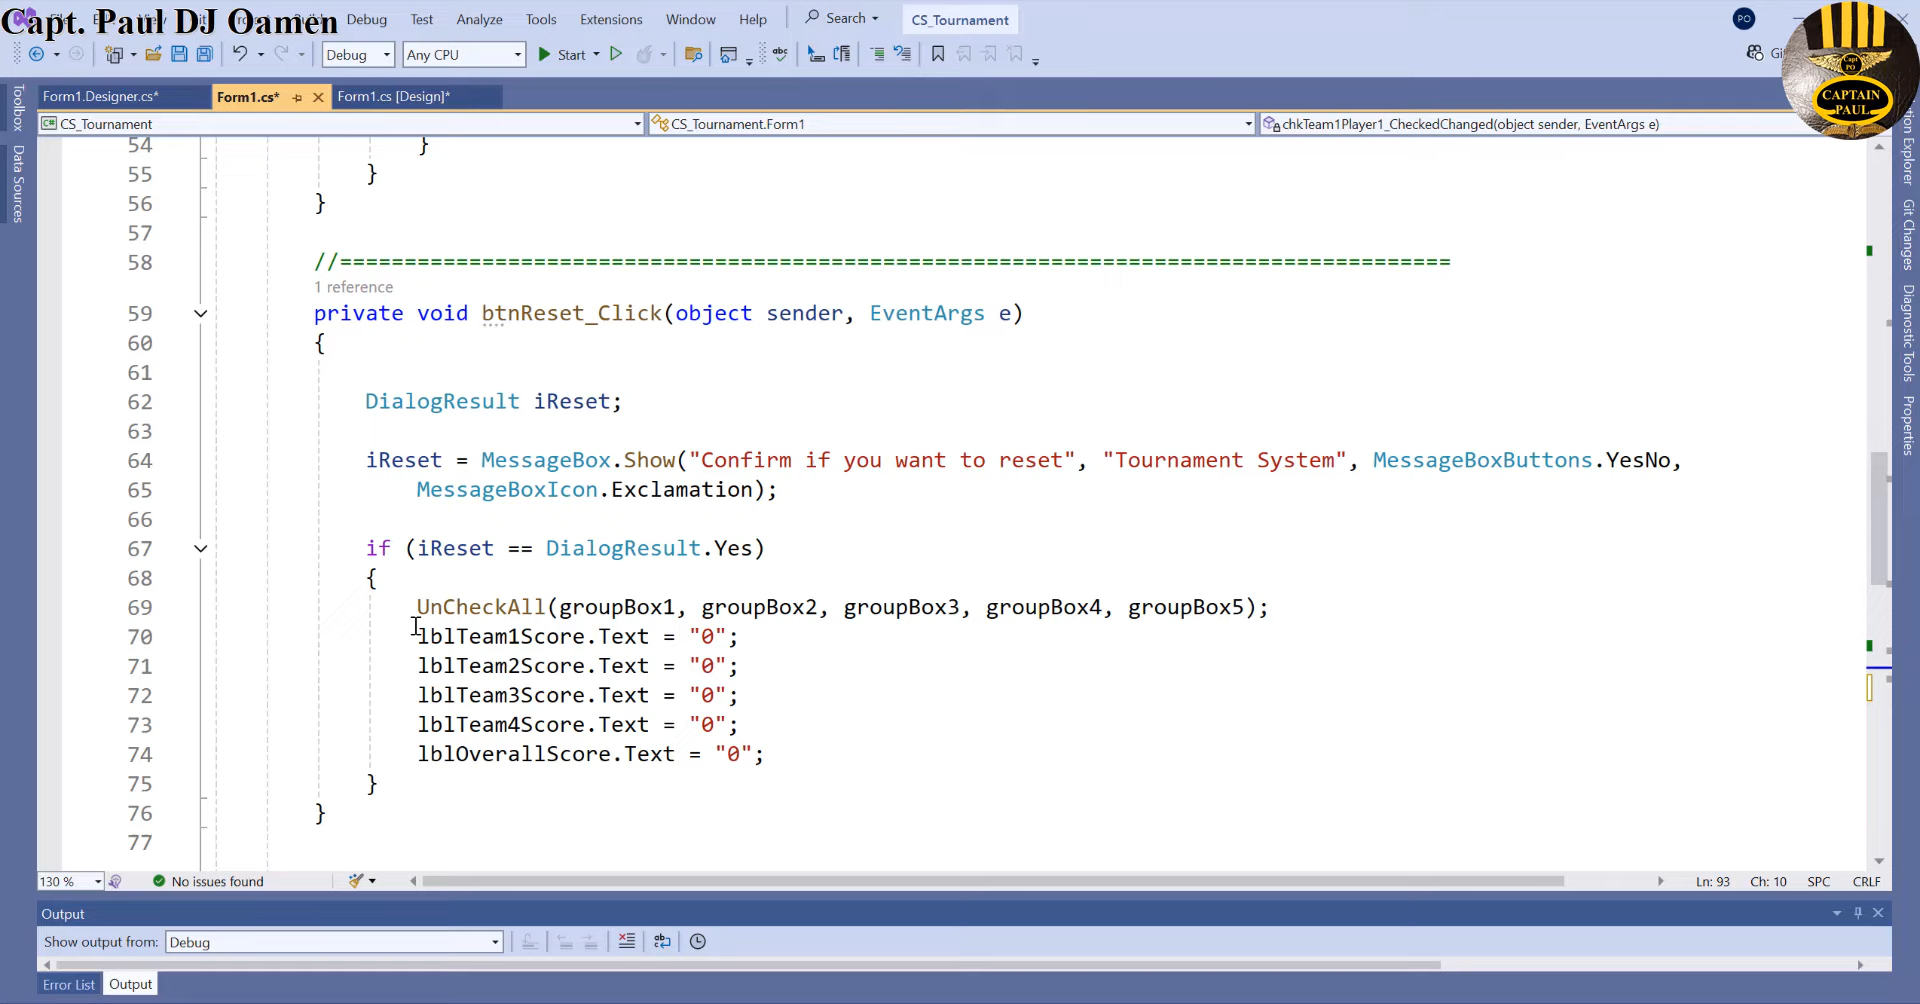 Capt. Paul DJ Oamen
Debug Test Analyze Tools Extensions Window Help Search CS_Tournament PO
Debug Any CPU Start
Form1.Designer.cs* Form1.cs* Form1.cs [Design]*
CS_Tournament CS_Tournament.Form1 chkTeam1Player1_CheckedChanged(object sender, EventArgs e)
Capt
PO
CAPTAIN
PAUL
Toolbox
Data Sources
Git Changes
Diagnostic Tools
Properties
54 }
55 }
56 }
57
58 //======================================================================================
1 reference
59 private void btnReset_Click(object sender, EventArgs e)
60 {
61
62 DialogResult iReset;
63
64 iReset = MessageBox.Show("Confirm if you want to reset", "Tournament System", MessageBoxButtons.YesNo,
65 MessageBoxIcon.Exclamation);
66
67 if (iReset == DialogResult.Yes)
68 {
69 UnCheckAll(groupBox1, groupBox2, groupBox3, groupBox4, groupBox5);
70 lblTeam1Score.Text = "0";
71 lblTeam2Score.Text = "0";
72 lblTeam3Score.Text = "0";
73 lblTeam4Score.Text = "0";
74 lblOverallScore.Text = "0";
75 }
76 }
77
130 % No issues found Ln: 93 Ch: 10 SPC CRLF
Output
Show output from: Debug
Error List Output